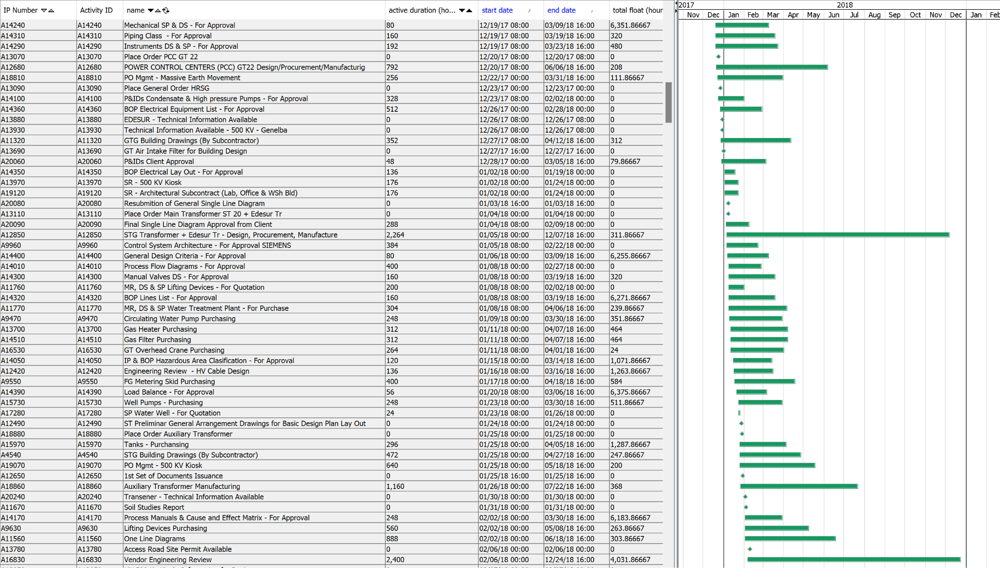 IP Number Activity ID name active duration (ho... start date end date total float (hour
2017 2018
Nov Dec Jan Feb Mar Apr May Jun Jul Aug Sep Oct Nov Dec Jan Feb
A14240 A14240 Mechanical SP & DS - For Approval 80 12/19/17 08:00 03/09/18 16:00 6,351.86667
A14310 A14310 Piping Class - For Approval 160 12/19/17 08:00 03/19/18 16:00 320
A14290 A14290 Instruments DS & SP - For Approval 192 12/19/17 08:00 03/23/18 16:00 480
A13070 A13070 Place Order PCC GT 22 0 12/20/17 08:00 12/20/17 08:00 0
A12680 A12680 POWER CONTROL CENTERS (PCC) GT22 Design/Procurement/Manufacturig 792 12/20/17 08:00 06/06/18 16:00 208
A18810 A18810 PO Mgmt - Massive Earth Movement 256 12/22/17 00:00 03/31/18 16:00 111.86667
A13090 A13090 Place General Order HRSG 0 12/23/17 00:00 12/23/17 00:00 0
A14100 A14100 P&IDs Condensate & High pressure Pumps - For Approval 328 12/23/17 08:00 02/02/18 00:00 0
A14360 A14360 BOP Electrical Equipment List - For Approval 512 12/26/17 00:00 02/28/18 00:00 0
A13880 A13880 EDESUR - Technical Information Available 0 12/26/17 08:00 12/26/17 08:00 0
A13930 A13930 Technical Information Available - 500 KV - Genelba 0 12/26/17 08:00 12/26/17 08:00 0
A11320 A11320 GTG Building Drawings (By Subcontractor) 352 12/27/17 08:00 04/12/18 16:00 312
A13690 A13690 GT Air Intake Filter for Building Design 0 12/27/17 16:00 12/27/17 16:00 0
A20060 A20060 P&IDs Client Approval 48 12/28/17 00:00 03/05/18 16:00 79.86667
A14350 A14350 BOP Electrical Lay Out - For Approval 136 01/02/18 00:00 01/19/18 00:00 0
A13970 A13970 SR - 500 KV Kiosk 176 01/02/18 00:00 01/24/18 00:00 0
A19120 A19120 SR - Architectural Subcontract (Lab, Office & WSh Bld) 176 01/02/18 00:00 01/24/18 00:00 0
A20080 A20080 Resubmition of General Single Line Diagram 0 01/03/18 16:00 01/03/18 16:00 0
A13110 A13110 Place Order Main Transformer ST 20 + Edesur Tr 0 01/04/18 00:00 01/04/18 00:00 0
A20090 A20090 Final Single Line Diagram Approval from Client 288 01/04/18 08:00 02/09/18 00:00 0
A12850 A12850 STG Transformer + Edesur Tr - Design, Procurement, Manufacture 2,264 01/05/18 00:00 12/07/18 16:00 311.86667
A9960 A9960 Control System Architecture - For Approval SIEMENS 384 01/05/18 08:00 02/22/18 00:00 0
A14400 A14400 General Design Criteria - For Approval 80 01/06/18 00:00 03/09/18 16:00 6,255.86667
A14010 A14010 Process Flow Diagrams - For Approval 400 01/08/18 00:00 02/27/18 00:00 0
A14300 A14300 Manual Valves DS - For Approval 160 01/08/18 00:00 03/19/18 16:00 320
A11760 A11760 MR, DS & SP Lifting Devices - For Quotation 200 01/08/18 08:00 02/02/18 00:00 0
A14320 A14320 BOP Lines List - For Approval 160 01/08/18 08:00 03/19/18 16:00 6,271.86667
A11770 A11770 MR, DS & SP Water Treatment Plant - For Purchase 304 01/08/18 08:00 04/06/18 16:00 239.86667
A9470 A9470 Circulating Water Pump Purchasing 248 01/09/18 00:00 03/30/18 16:00 351.86667
A13700 A13700 Gas Heater Purchasing 312 01/11/18 00:00 04/07/18 16:00 464
A14510 A14510 Gas Filter Purchasing 312 01/11/18 00:00 04/07/18 16:00 464
A16530 A16530 GT Overhead Crane Purchasing 264 01/11/18 08:00 04/01/18 16:00 24
A14050 A14050 IP & BOP Hazardous Area Clasification - For Approval 120 01/15/18 00:00 03/14/18 16:00 1,071.86667
A12420 A12420 Engineering Review - HV Cable Design 136 01/16/18 08:00 03/16/18 16:00 1,263.86667
A9550 A9550 FG Metering Skid Purchasing 400 01/17/18 00:00 04/18/18 16:00 584
A14390 A14390 Load Balance - For Approval 56 01/20/18 08:00 03/06/18 16:00 6,375.86667
A15730 A15730 Well Pumps - Purchasing 248 01/23/18 00:00 03/30/18 16:00 511.86667
A17280 A17280 SP Water Well - For Quotation 24 01/23/18 08:00 01/26/18 00:00 0
A12490 A12490 ST Preliminar General Arrangement Drawings for Basic Design Plan Lay Out 0 01/24/18 00:00 01/24/18 00:00 0
A18880 A18880 Place Order Auxiliary Transformer 0 01/25/18 00:00 01/25/18 00:00 0
A15970 A15970 Tanks - Purchansing 296 01/25/18 00:00 04/05/18 16:00 1,287.86667
A4540 A4540 STG Building Drawings (By Subcontractor) 472 01/25/18 00:00 04/27/18 16:00 247.86667
A19070 A19070 PO Mgmt - 500 KV Kiosk 640 01/25/18 00:00 05/18/18 16:00 200
A12650 A12650 1st Set of Documents Issuance 0 01/25/18 16:00 01/25/18 16:00 0
A18860 A18860 Auxiliary Transformer Manufacturing 1,160 01/26/18 00:00 07/22/18 16:00 368
A20240 A20240 Transener - Technical Information Available 0 01/30/18 00:00 01/30/18 00:00 0
A11670 A11670 Soil Studies Report 0 01/31/18 00:00 01/31/18 00:00 0
A14170 A14170 Process Manuals & Cause and Effect Matrix - For Approval 248 02/02/18 00:00 03/30/18 16:00 6,183.86667
A9630 A9630 Lifting Devices Purchasing 560 02/02/18 00:00 05/08/18 16:00 263.86667
A11560 A11560 One Line Diagrams 888 02/02/18 00:00 06/18/18 16:00 303.86667
A13780 A13780 Access Road Site Permit Available 0 02/06/18 00:00 02/06/18 00:00 0
A16830 A16830 Vendor Engineering Review 2,400 02/06/18 00:00 12/24/18 16:00 4,031.86667